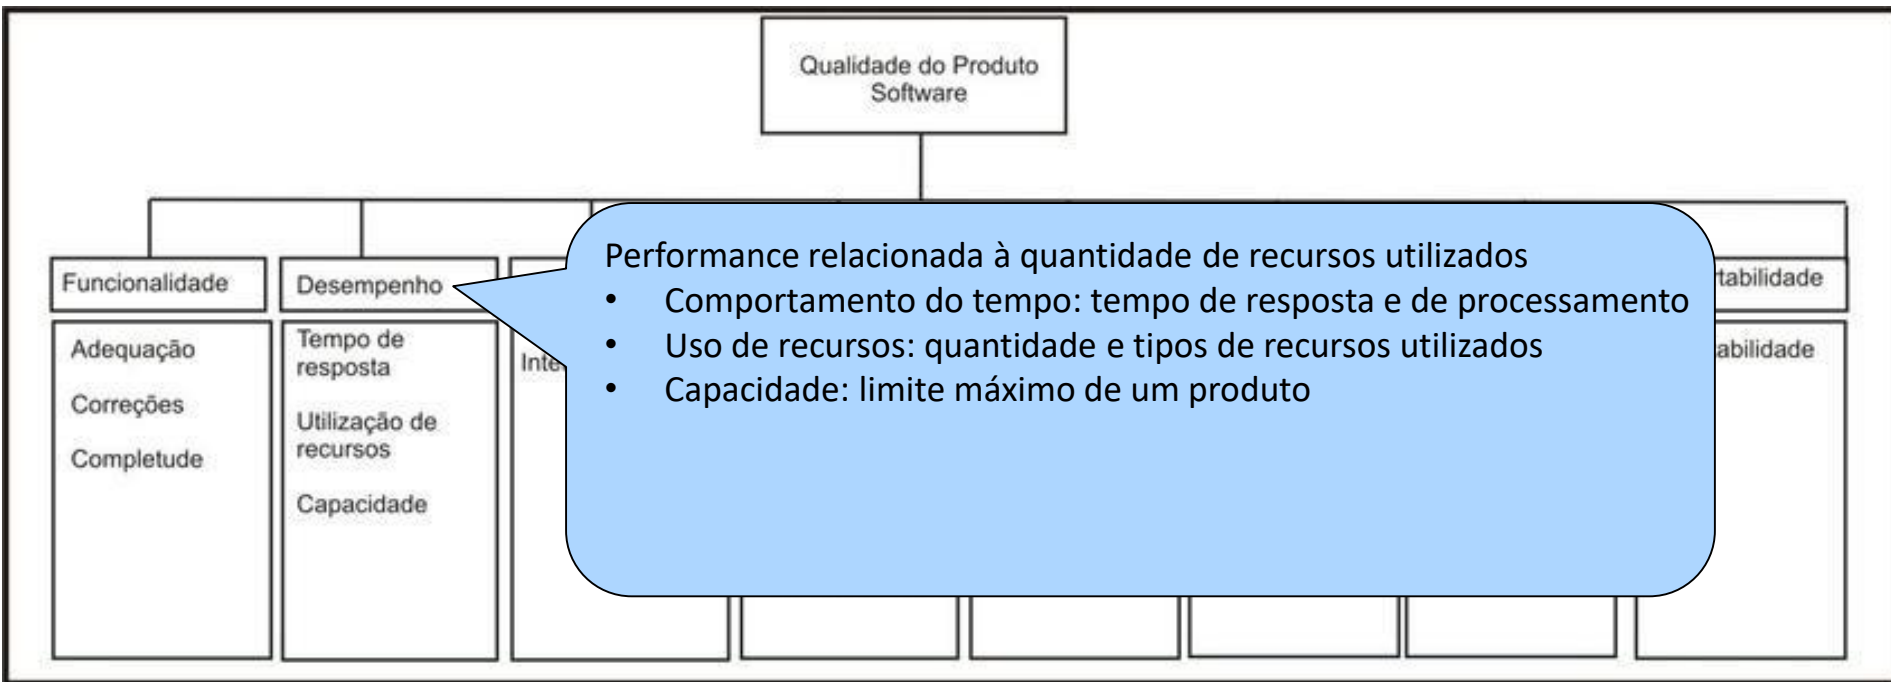 Qualidade do Produto
Software
Performance relacionada à quantidade de recursos utilizados
• Comportamento do tempo: tempo de resposta e de processamento
• Uso de recursos: quantidade e tipos de recursos utilizados
• Capacidade: limite máximo de um produto
Funcionalidade
Adequação
Correções
Completude
Desempenho
Tempo de
resposta
Utilização de
recursos
Capacidade